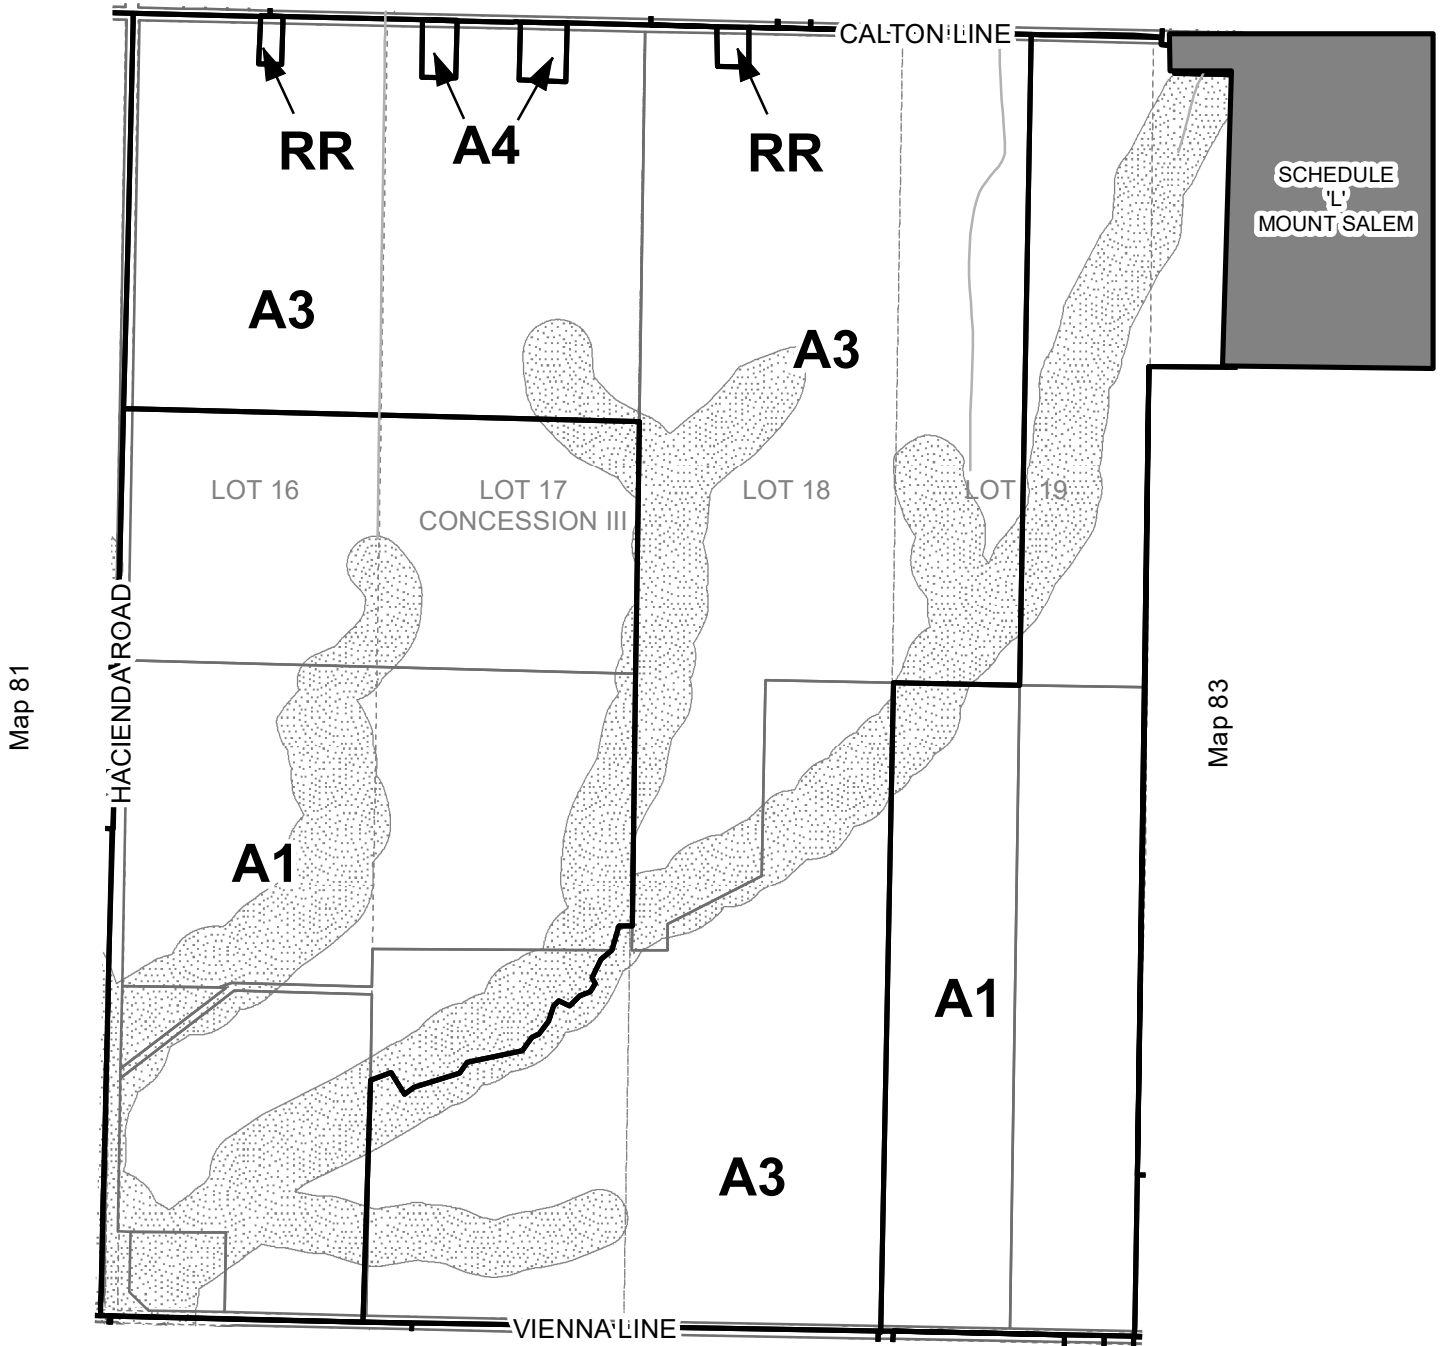 CALTON LINE
RR
A4
RR
SCHEDULE
'L'
MOUNT SALEM
A3
A3
LOT 16
LOT 17
CONCESSION III
LOT 18
LOT 19
HACIENDA ROAD
Map 81
Map 83
A1
A1
A3
VIENNA LINE